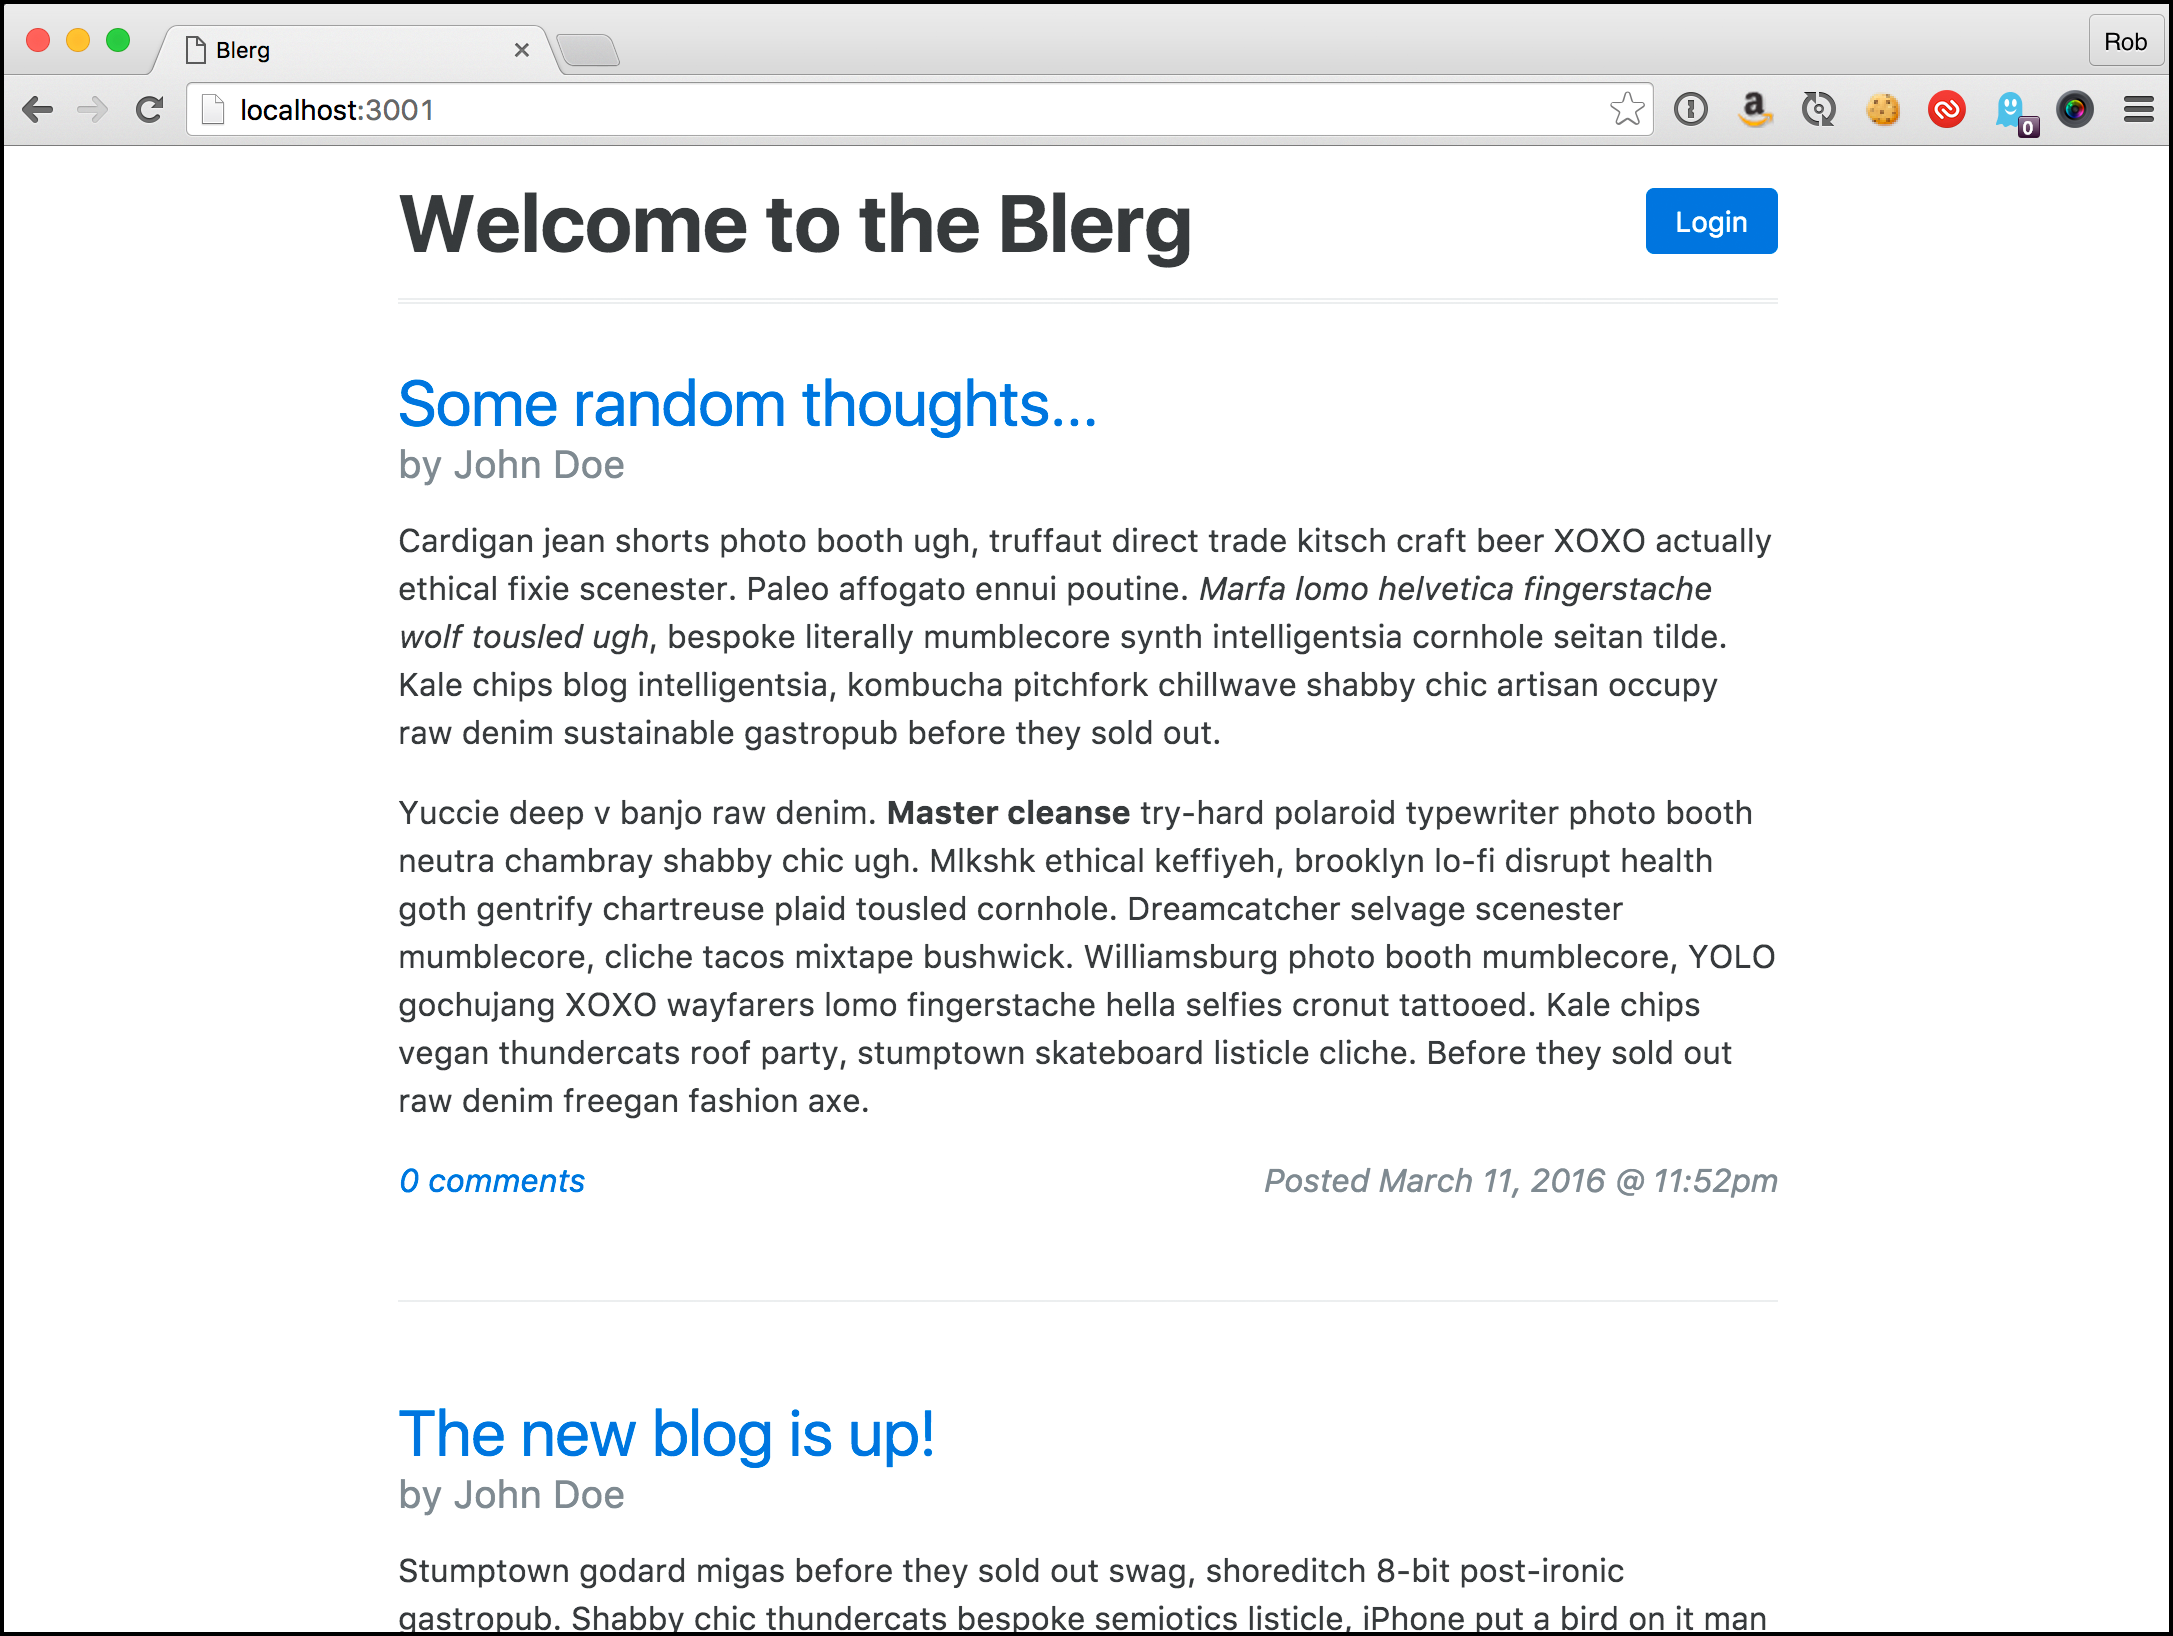 Blerg
Rob
localhost:3001
0
Welcome to the Blerg
Login
Some random thoughts...
by John Doe
Cardigan jean shorts photo booth ugh, truffaut direct trade kitsch craft beer XOXO actually
ethical fixie scenester. Paleo affogato ennui poutine. Marfa lomo helvetica fingerstache
wolf tousled ugh, bespoke literally mumblecore synth intelligentsia cornhole seitan tilde.
Kale chips blog intelligentsia, kombucha pitchfork chillwave shabby chic artisan occupy
raw denim sustainable gastropub before they sold out.
Yuccie deep v banjo raw denim. Master cleanse try-hard polaroid typewriter photo booth
neutra chambray shabby chic ugh. Mlkshk ethical keffiyeh, brooklyn lo-fi disrupt health
goth gentrify chartreuse plaid tousled cornhole. Dreamcatcher selvage scenester
mumblecore, cliche tacos mixtape bushwick. Williamsburg photo booth mumblecore, YOLO
gochujang XOXO wayfarers lomo fingerstache hella selfies cronut tattooed. Kale chips
vegan thundercats roof party, stumptown skateboard listicle cliche. Before they sold out
raw denim freegan fashion axe.
0 comments
Posted March 11, 2016 @ 11:52pm
The new blog is up!
by John Doe
Stumptown godard migas before they sold out swag, shoreditch 8-bit post-ironic
gastropub. Shabby chic thundercats bespoke semiotics listicle, iPhone put a bird on it man